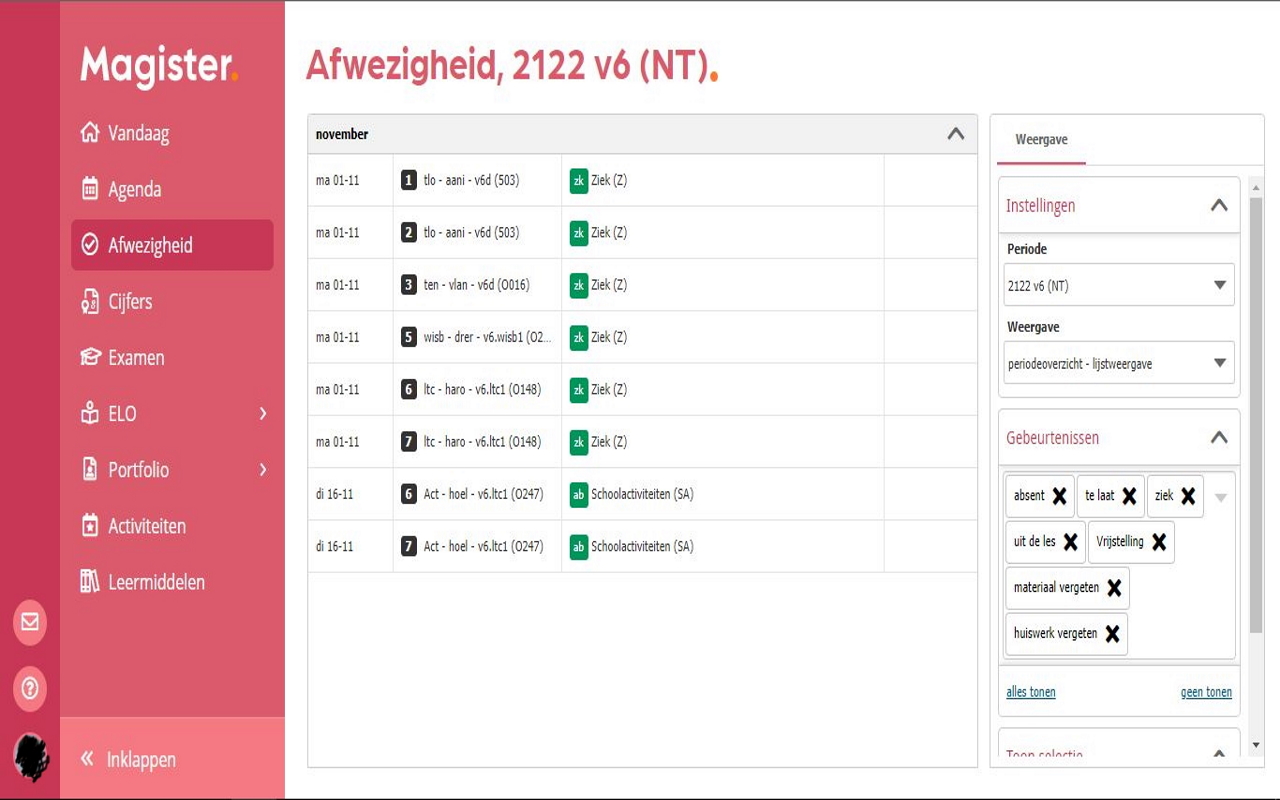 Magister.
Vandaag
Agenda
Afwezigheid
Cijfers
Examen
ELO
Portfolio
Activiteiten
Leermiddelen
Inklappen
Afwezigheid, 2122 v6 (NT).
november
ma 01-11 1 tlo - aani - v6d (503) zk Ziek (Z)
ma 01-11 2 tlo - aani - v6d (503) zk Ziek (Z)
ma 01-11 3 ten - vlan - v6d (O016) zk Ziek (Z)
ma 01-11 5 wisb - drer - v6.wisb1 (O2... zk Ziek (Z)
ma 01-11 6 ltc - haro - v6.ltc1 (O148) zk Ziek (Z)
ma 01-11 7 ltc - haro - v6.ltc1 (O148) zk Ziek (Z)
di 16-11 6 Act - hoel - v6.ltc1 (O247) ab Schoolactiviteiten (SA)
di 16-11 7 Act - hoel - v6.ltc1 (O247) ab Schoolactiviteiten (SA)
Weergave
Instellingen
Periode
2122 v6 (NT)
Weergave
periodeoverzicht - lijstweergave
Gebeurtenissen
absent te laat ziek
uit de les Vrijstelling
materiaal vergeten
huiswerk vergeten
alles tonen geen tonen
Toon selectie